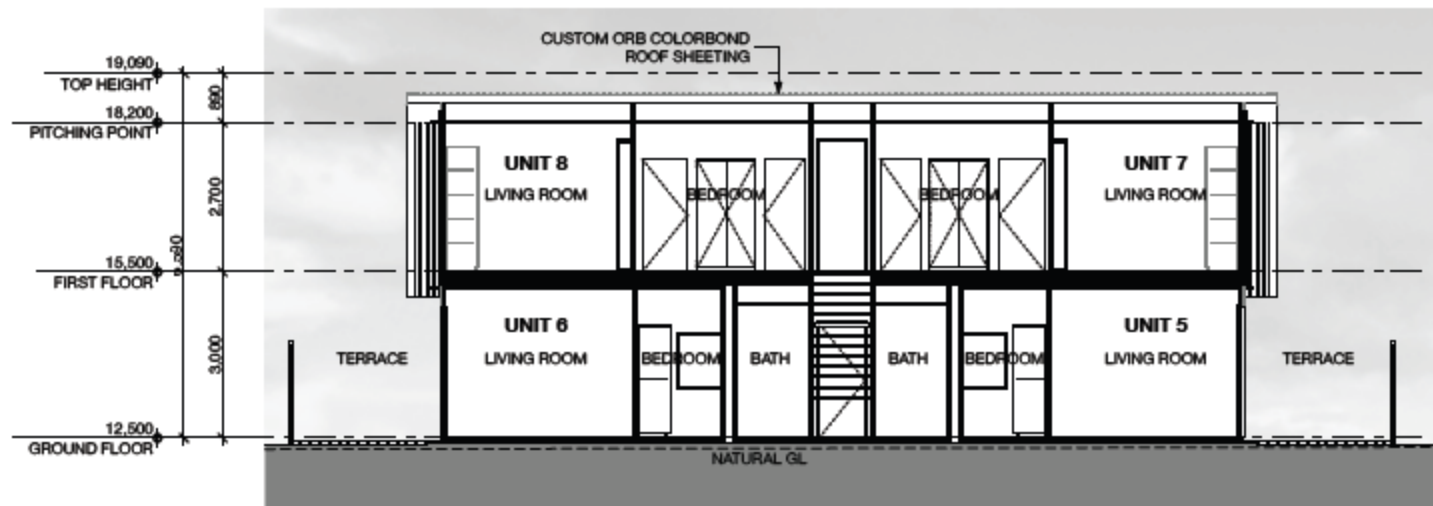 CUSTOM ORB COLORBOND
ROOF SHEETING
19,090
TOP HEIGHT
890
18,200
PITCHING POINT
UNIT 8
UNIT 7
LIVING ROOM
BEDROOM
BEDROOM
LIVING ROOM
2,700
15,500
FIRST FLOOR
UNIT 6
UNIT 5
3,000
TERRACE
LIVING ROOM
BEDROOM
BATH
BATH
BEDROOM
LIVING ROOM
TERRACE
12,500
GROUND FLOOR
NATURAL GL